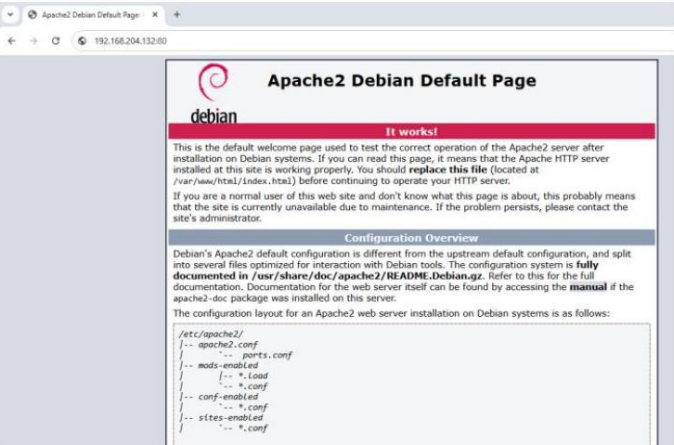 Apache2 Debian Default Page
192.168.204.132:80
Apache2 Debian Default Page
debian
It works!
This is the default welcome page used to test the correct operation of the Apache2 server after
installation on Debian systems. If you can read this page, it means that the Apache HTTP server
installed at this site is working properly. You should replace this file (located at
/var/www/html/index.html) before continuing to operate your HTTP server.
If you are a normal user of this web site and don't know what this page is about, this probably means
that the site is currently unavailable due to maintenance. If the problem persists, please contact the
site's administrator.
Configuration Overview
Debian's Apache2 default configuration is different from the upstream default configuration, and split
into several files optimized for interaction with Debian tools. The configuration system is fully
documented in /usr/share/doc/apache2/README.Debian.gz. Refer to this for the full
documentation. Documentation for the web server itself can be found by accessing the manual if the
apache2-doc package was installed on this server.
The configuration layout for an Apache2 web server installation on Debian systems is as follows:
/etc/apache2/
|-- apache2.conf
|       `-- ports.conf
|-- mods-enabled
|       |-- *.load
|       `-- *.conf
|-- conf-enabled
|       `-- *.conf
|-- sites-enabled
|       `-- *.conf